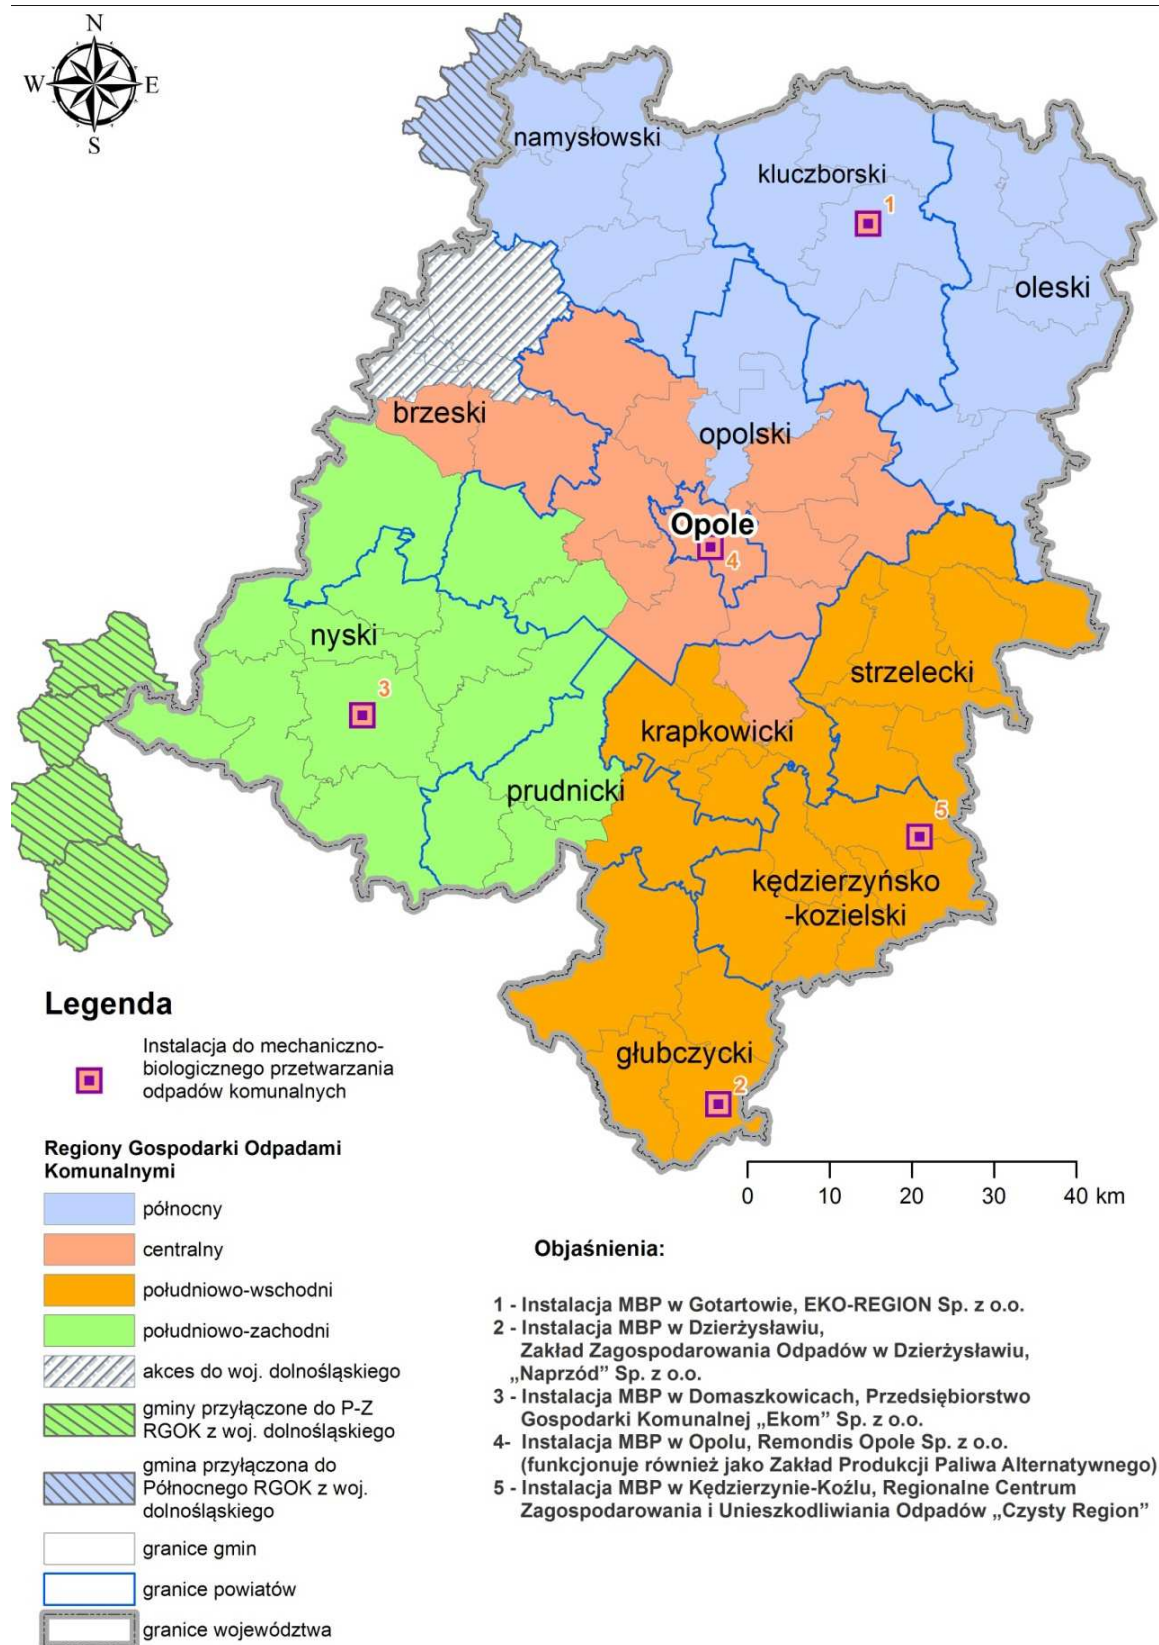 N
W E
S
namysłowski
kluczborski
1
oleski
brzeski
opolski
Opole
4
nyski
3
strzelecki
krapkowicki
prudnicki
5
kędzierzyńsko
-kozielski
głubczycki
2
0 10 20 30 40 km
Legenda
Instalacja do mechaniczno-
biologicznego przetwarzania
odpadów komunalnych
Regiony Gospodarki Odpadami
Komunalnymi
północny
centralny
południowo-wschodni
południowo-zachodni
akces do woj. dolnośląskiego
gminy przyłączone do P-Z
RGOK z woj. dolnośląskiego
gmina przyłączona do
Północnego RGOK z woj.
dolnośląskiego
granice gmin
granice powiatów
granice województwa
Objaśnienia:
1 - Instalacja MBP w Gotartowie, EKO-REGION Sp. z o.o.
2 - Instalacja MBP w Dzierżysławiu,
Zakład Zagospodarowania Odpadów w Dzierżysławiu,
„Naprzód” Sp. z o.o.
3 - Instalacja MBP w Domaszkowicach, Przedsiębiorstwo
Gospodarki Komunalnej „Ekom” Sp. z o.o.
4- Instalacja MBP w Opolu, Remondis Opole Sp. z o.o.
(funkcjonuje również jako Zakład Produkcji Paliwa Alternatywnego)
5 - Instalacja MBP w Kędzierzynie-Koźlu, Regionalne Centrum
Zagospodarowania i Unieszkodliwiania Odpadów „Czysty Region”